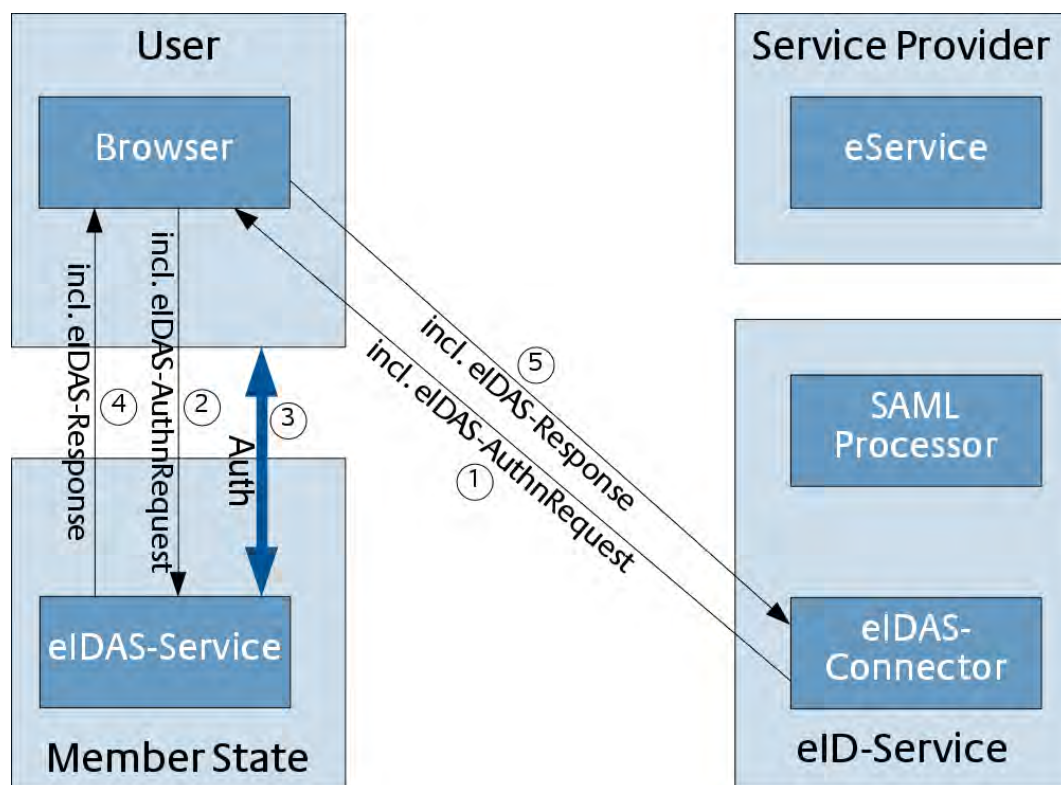 User
Browser
Service Provider
eService
incl. eIDAS-Response
4
incl. eIDAS-AuthnRequest
2
3
Auth
5
incl. eIDAS-Response
incl. eIDAS-AuthnRequest
1
SAML
Processor
eIDAS-Service
Member State
eIDAS-
Connector
eID-Service